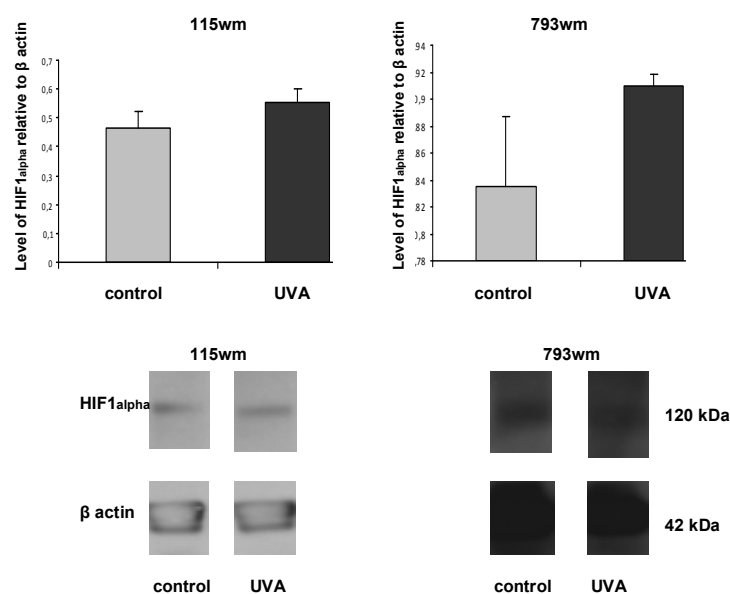 115wm
793wm
Level of HIF1alpha relative to β actin
0,7
0,6
0,5
0,4
0,3
0,2
0,1
0
control
UVA
Level of HIF1alpha relative to β actin
,94
,92
,9
,88
,86
,84
,82
,8
,78
control
UVA
115wm
793wm
HIF1alpha
120 kDa
β actin
42 kDa
control
UVA
control
UVA